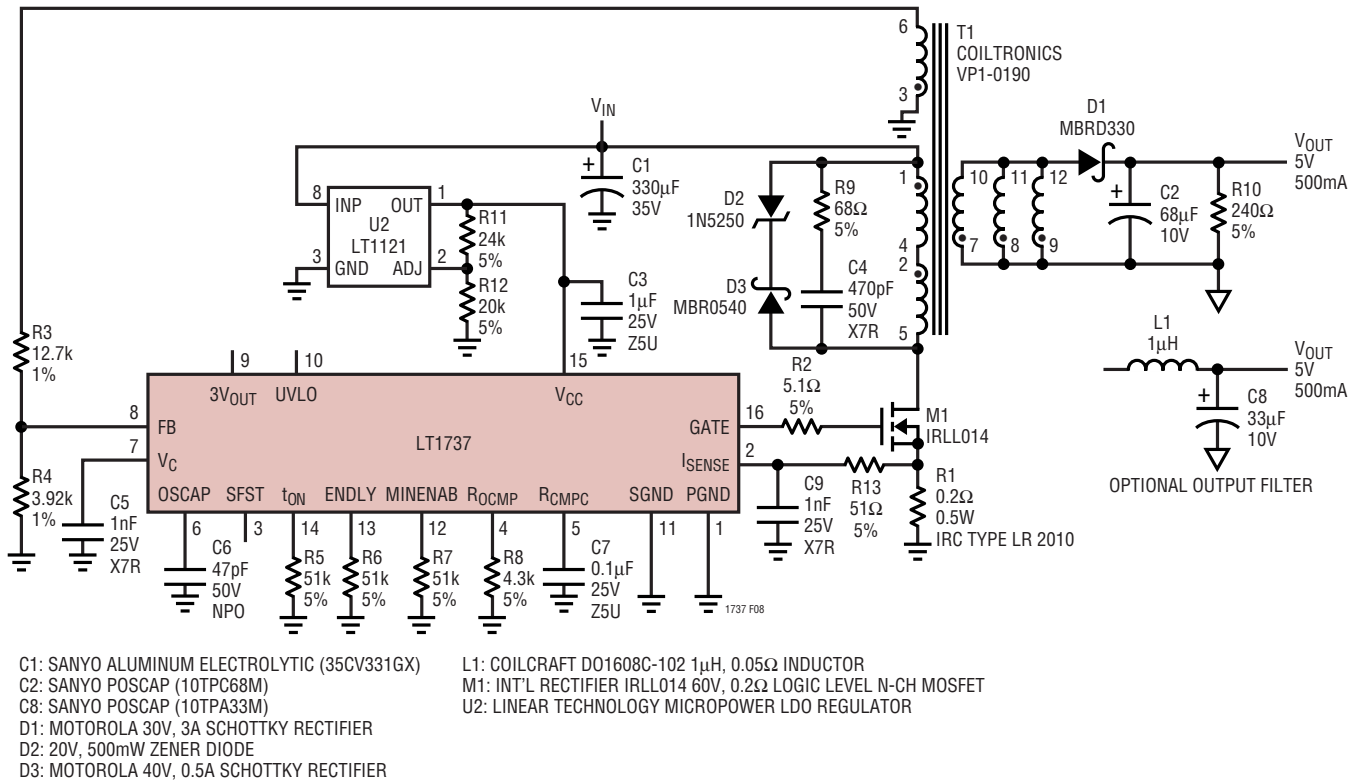 6
T1
COILTRONICS
VP1-0190
3
VIN
D1
MBRD330
VOUT
5V
500mA
+
C1
330µF
35V
8
INP
OUT
1
U2
LT1121
3
GND
ADJ
2
R11
24k
5%
R12
20k
5%
C3
1µF
25V
Z5U
D2
1N5250
R9
68Ω
5%
D3
MBR0540
C4
470pF
50V
X7R
1
4
2
5
10
11
12
7
8
9
+
C2
68µF
10V
R10
240Ω
5%
R3
12.7k
1%
L1
1µH
VOUT
5V
500mA
+
C8
33µF
10V
OPTIONAL OUTPUT FILTER
9
10
15
3VOUT
UVLO
VCC
R2
5.1Ω
5%
8
FB
LT1737
GATE
16
M1
IRLL014
7
VC
ISENSE
2
R4
3.92k
1%
C5
1nF
25V
X7R
OSCAP
SFST
tON
ENDLY
MINENAB
ROCMP
RCMPC
SGND
PGND
C9
1nF
25V
X7R
R13
51Ω
5%
R1
0.2Ω
0.5W
IRC TYPE LR 2010
6
3
14
13
12
4
5
11
1
C6
47pF
50V
NPO
R5
51k
5%
R6
51k
5%
R7
51k
5%
R8
4.3k
5%
C7
0.1µF
25V
Z5U
1737 F08
C1: SANYO ALUMINUM ELECTROLYTIC (35CV331GX)
C2: SANYO POSCAP (10TPC68M)
C8: SANYO POSCAP (10TPA33M)
D1: MOTOROLA 30V, 3A SCHOTTKY RECTIFIER
D2: 20V, 500mW ZENER DIODE
D3: MOTOROLA 40V, 0.5A SCHOTTKY RECTIFIER
L1: COILCRAFT DO1608C-102 1µH, 0.05Ω INDUCTOR
M1: INT'L RECTIFIER IRLL014 60V, 0.2Ω LOGIC LEVEL N-CH MOSFET
U2: LINEAR TECHNOLOGY MICROPOWER LDO REGULATOR